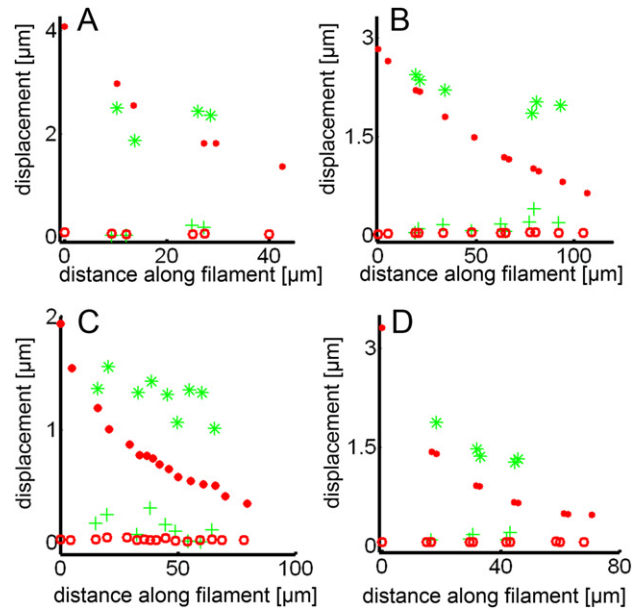 A
B
4
2
0
0
20
40
displacement [µm]
distance along filament [µm]
3
1.5
0
0
50
100
displacement [µm]
distance along filament [µm]
C
D
2
1
0
0
50
100
displacement [µm]
distance along filament [µm]
3
1.5
0
0
40
80
displacement [µm]
distance along filament [µm]